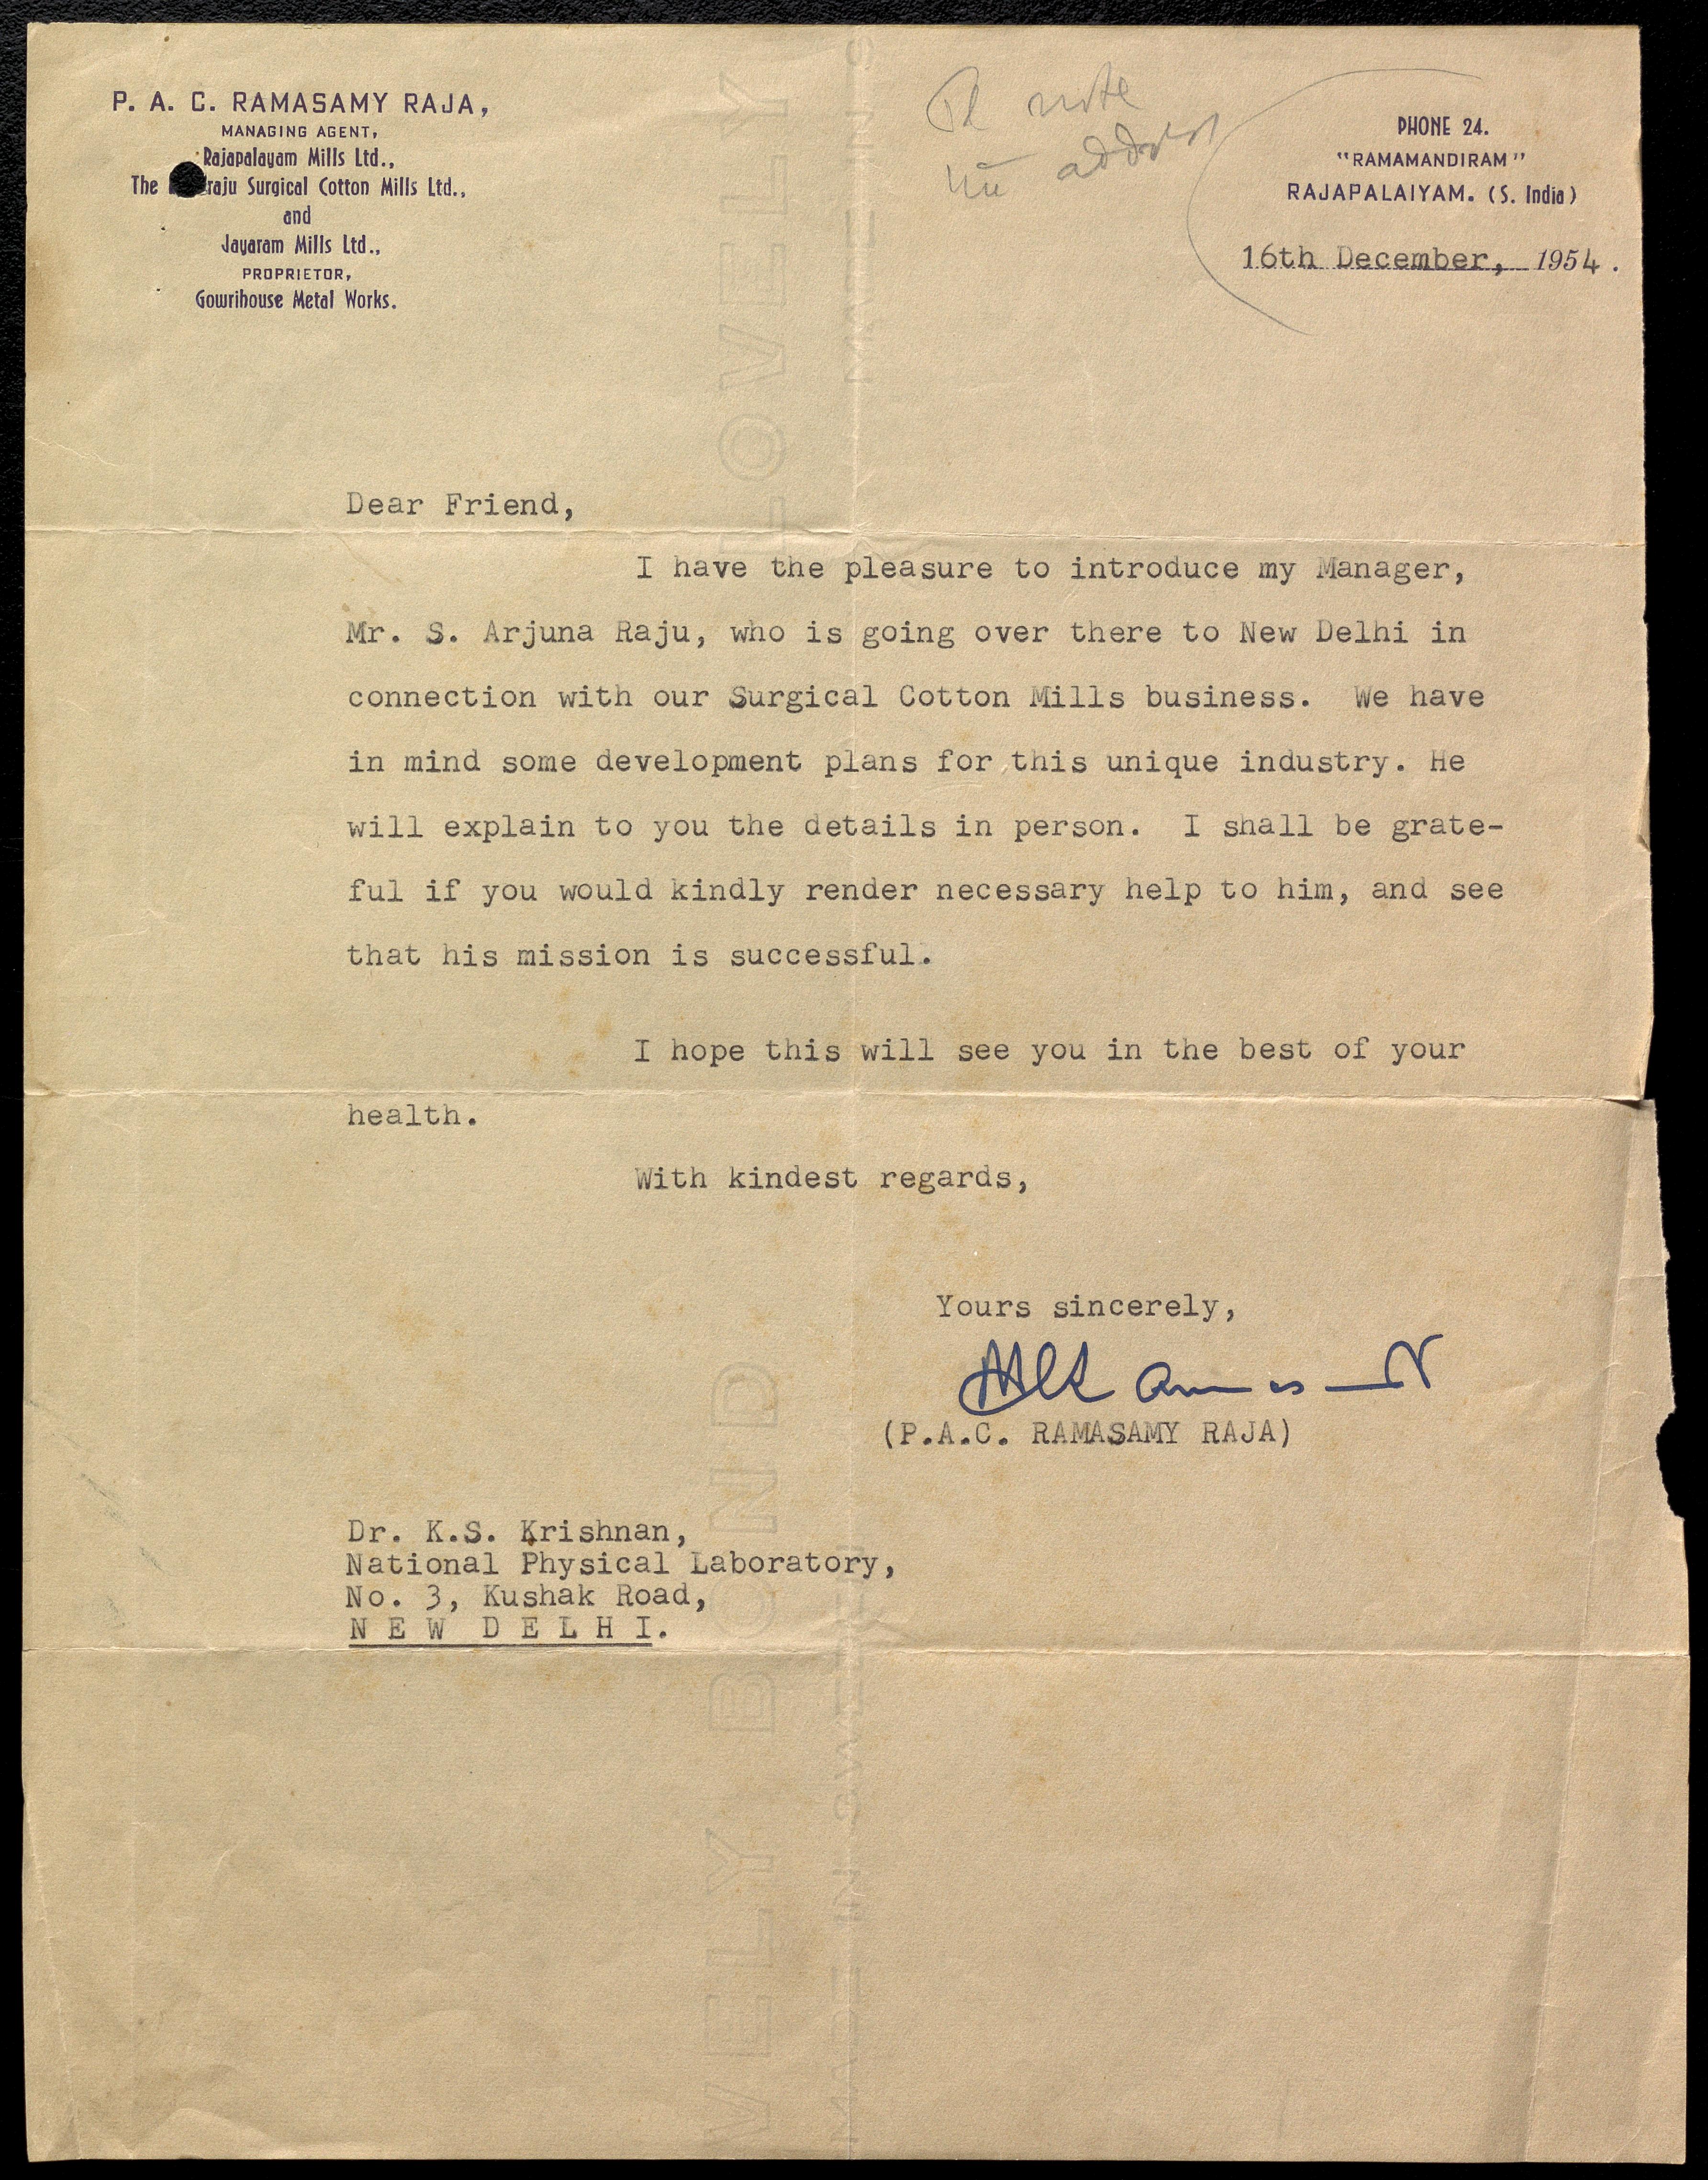 P. A. C. RAMASAMY RAJA,
MANAGING AGENT,
Rajapalayam Mills Ltd.,
The raju Surgical Cotton Mills Ltd.,
and
Jayaram Mills Ltd.,
PROPRIETOR,
Gowrihouse Metal Works.
Pl note
address
PHONE 24.
"RAMAMANDIRAM"
RAJAPALAIYAM. (S. India)
16th December, 1954.
Dear Friend,
I have the pleasure to introduce my Manager,
Mr. S. Arjuna Raju, who is going over there to New Delhi in
connection with our Surgical Cotton Mills business. We have
in mind some development plans for this unique industry. He
will explain to you the details in person. I shall be grate-
ful if you would kindly render necessary help to him, and see
that his mission is successful.
I hope this will see you in the best of your
health.
With kindest regards,
Yours sincerely,
(P.A.C. RAMASAMY RAJA)
Dr. K.S. Krishnan,
National Physical Laboratory,
No. 3, Kushak Road,
NEW DELHI.
LOVELY BOND